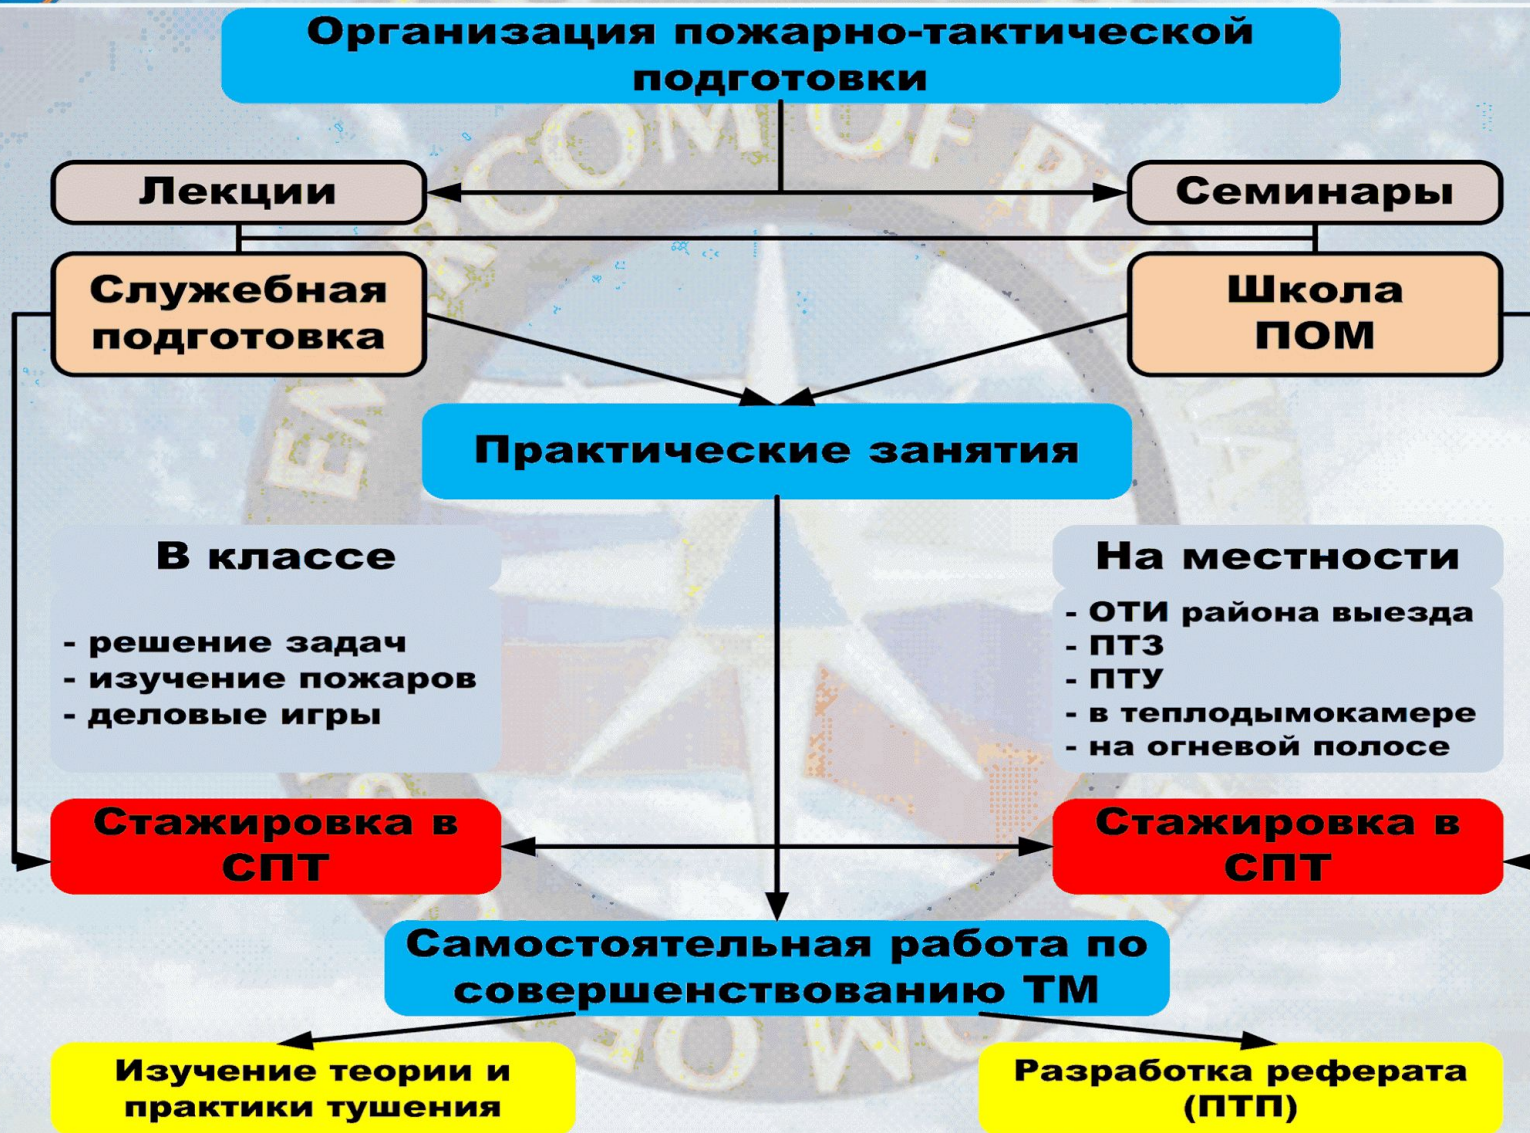 Организация пожарно-тактической
подготовки
Лекции
Семинары
Служебная
подготовка
Школа
ПОМ
Практические занятия
В классе
- решение задач
- изучение пожаров
- деловые игры
На местности
- ОТИ района выезда
- ПТЗ
- ПТУ
- в теплодымокамере
- на огневой полосе
Стажировка в
СПТ
Стажировка в
СПТ
Самостоятельная работа по
совершенствованию ТМ
Изучение теории и
практики тушения
Разработка реферата
(ПТП)